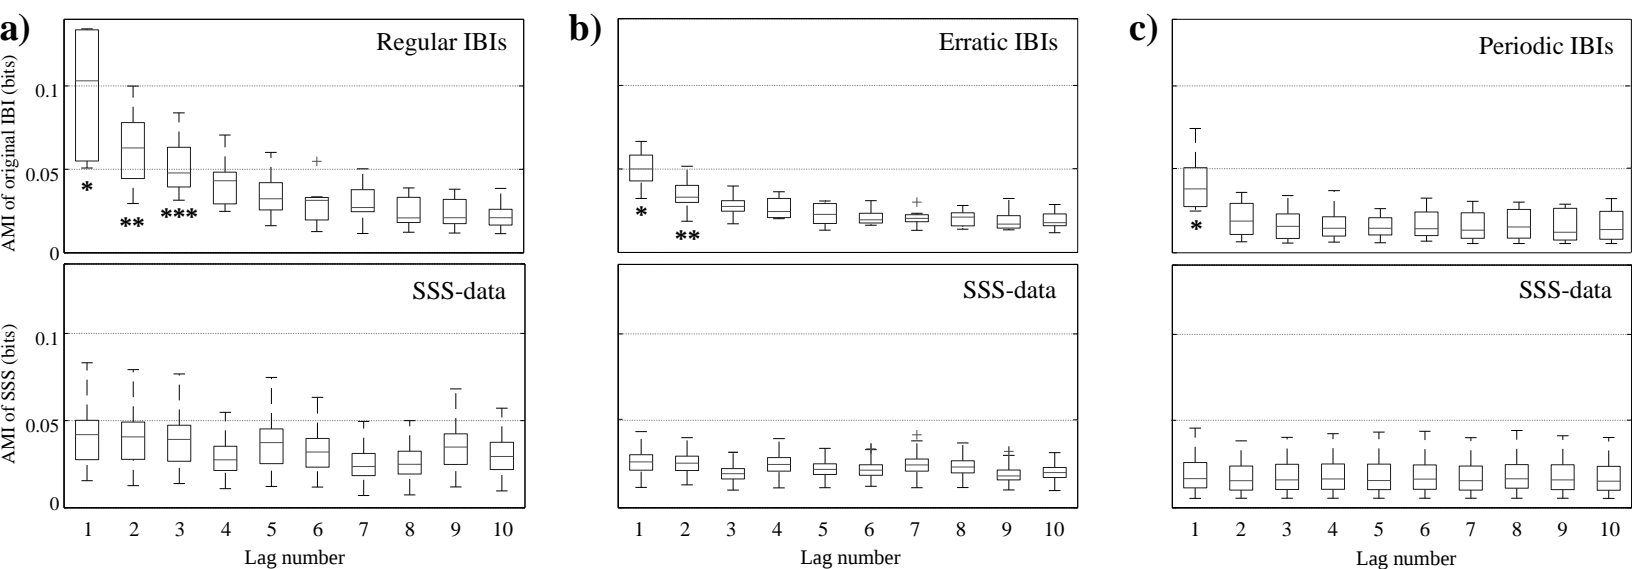 a)
Regular IBIs
AMI of original IBI (bits)
0.1
0.05
0
*
**
***
SSS-data
AMI of SSS (bits)
0.1
0.05
0
1 2 3 4 5 6 7 8 9 10
Lag number
b)
Erratic IBIs
*
**
SSS-data
1 2 3 4 5 6 7 8 9 10
Lag number
c)
Periodic IBIs
*
SSS-data
1 2 3 4 5 6 7 8 9 10
Lag number